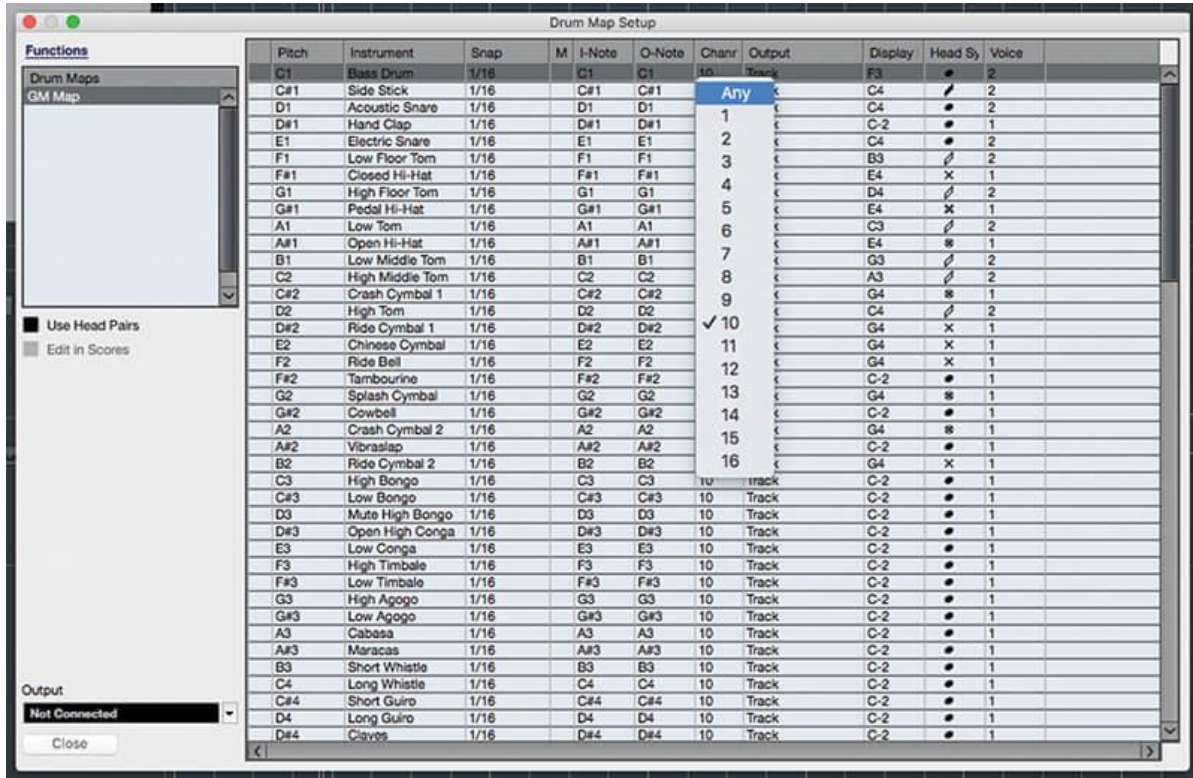 Drum Map Setup
Functions
Drum Maps
GM Map
Use Head Pairs
Edit in Scores
Output
Not Connected
Close
Pitch Instrument Snap M I-Note O-Note Chanr Output Display Head Sy Voice
C1 Bass Drum 1/16 C1 C1 10 Track F3 2
C#1 Side Stick 1/16 C#1 C#1 C4 2
D1 Acoustic Snare 1/16 D1 D1 C4 2
D#1 Hand Clap 1/16 D#1 D#1 C-2 1
E1 Electric Snare 1/16 E1 E1 C4 2
F1 Low Floor Tom 1/16 F1 F1 B3 2
F#1 Closed Hi-Hat 1/16 F#1 F#1 E4 1
G1 High Floor Tom 1/16 G1 G1 D4 2
G#1 Pedal Hi-Hat 1/16 G#1 G#1 E4 1
A1 Low Tom 1/16 A1 A1 C3 2
A#1 Open Hi-Hat 1/16 A#1 A#1 E4 1
B1 Low Middle Tom 1/16 B1 B1 G3 2
C2 High Middle Tom 1/16 C2 C2 A3 2
C#2 Crash Cymbal 1 1/16 C#2 C#2 G4 1
D2 High Tom 1/16 D2 D2 C4 2
D#2 Ride Cymbal 1 1/16 D#2 D#2 G4 1
E2 Chinese Cymbal 1/16 E2 E2 G4 1
F2 Ride Bell 1/16 F2 F2 G4 1
F#2 Tambourine 1/16 F#2 F#2 C-2 1
G2 Splash Cymbal 1/16 G2 G2 G4 1
G#2 Cowbell 1/16 G#2 G#2 C-2 1
A2 Crash Cymbal 2 1/16 A2 A2 G4 1
A#2 Vibraslap 1/16 A#2 A#2 C-2 1
B2 Ride Cymbal 2 1/16 B2 B2 G4 1
C3 High Bongo 1/16 C3 C3 10 Track C-2 1
C#3 Low Bongo 1/16 C#3 C#3 10 Track C-2 1
D3 Mute High Bongo 1/16 D3 D3 10 Track C-2 1
D#3 Open High Conga 1/16 D#3 D#3 10 Track C-2 1
E3 Low Conga 1/16 E3 E3 10 Track C-2 1
F3 High Timbale 1/16 F3 F3 10 Track C-2 1
F#3 Low Timbale 1/16 F#3 F#3 10 Track C-2 1
G3 High Agogo 1/16 G3 G3 10 Track C-2 1
G#3 Low Agogo 1/16 G#3 G#3 10 Track C-2 1
A3 Cabasa 1/16 A3 A3 10 Track C-2 1
A#3 Maracas 1/16 A#3 A#3 10 Track C-2 1
B3 Short Whistle 1/16 B3 B3 10 Track C-2 1
C4 Long Whistle 1/16 C4 C4 10 Track C-2 1
C#4 Short Guiro 1/16 C#4 C#4 10 Track C-2 1
D4 Long Guiro 1/16 D4 D4 10 Track C-2 1
D#4 Claves 1/16 D#4 D#4 10 Track C-2 1
Any
1
2
3
4
5
6
7
8
9
✓ 10
11
12
13
14
15
16